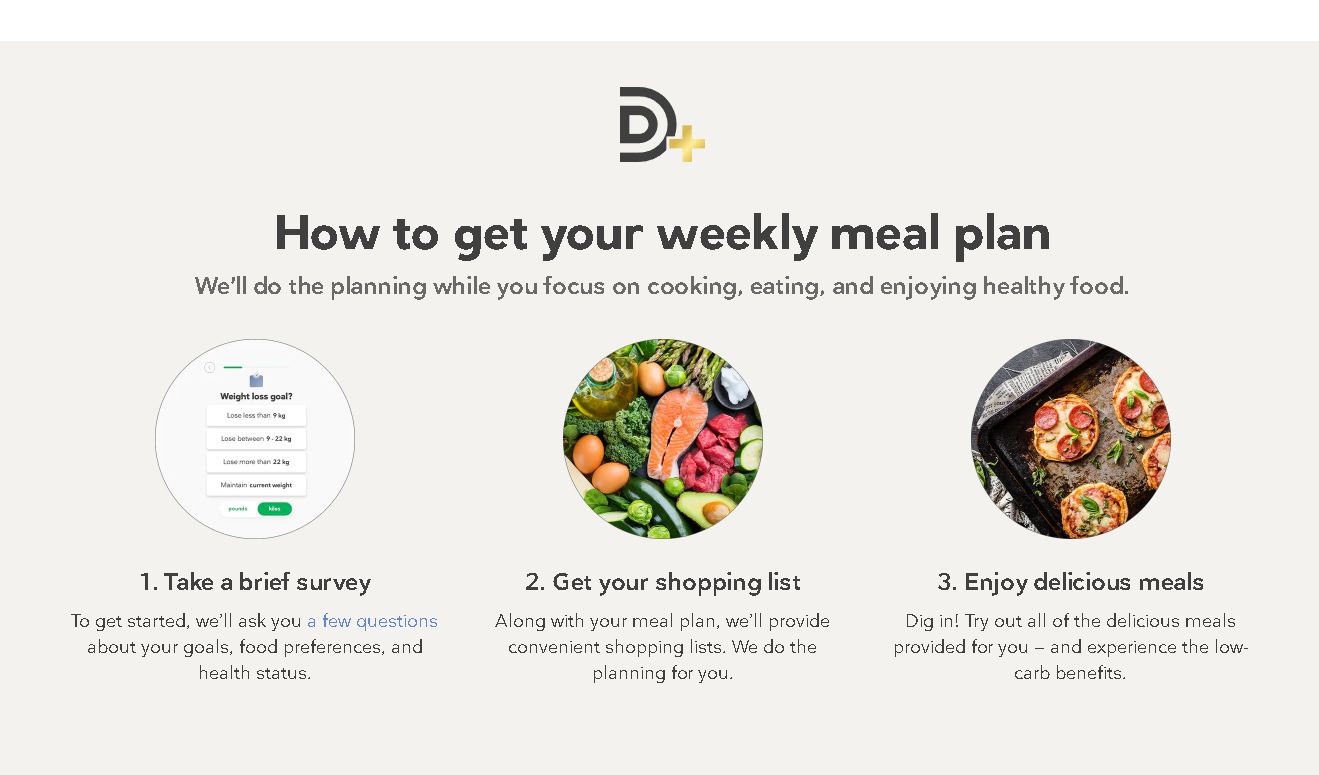 D+
How to get your weekly meal plan
We'll do the planning while you focus on cooking, eating, and enjoying healthy food.
Weight loss goal?
Lose less than 9 kg
Lose between 9 - 22 kg
Lose more than 22 kg
Maintain current weight
pounds kilos
1. Take a brief survey
To get started, we'll ask you a few questions
about your goals, food preferences, and
health status.
2. Get your shopping list
Along with your meal plan, we'll provide
convenient shopping lists. We do the
planning for you.
3. Enjoy delicious meals
Dig in! Try out all of the delicious meals
provided for you – and experience the low-
carb benefits.